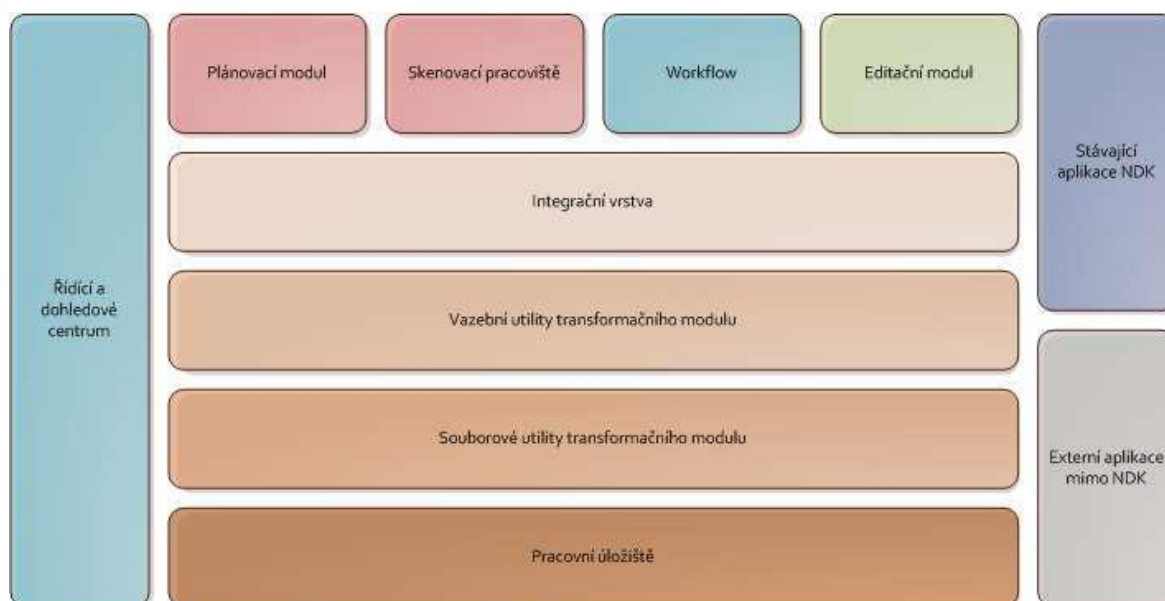 Plánovací modul
Skenovací pracoviště
Workflow
Editační modul
Stávající
aplikace NDK
Integrační vrstva
Řídící a
dohledové
centrum
Vazební utility transformačního modulu
Souborové utility transformačního modulu
Externí aplikace
mimo NDK
Pracovní úložiště